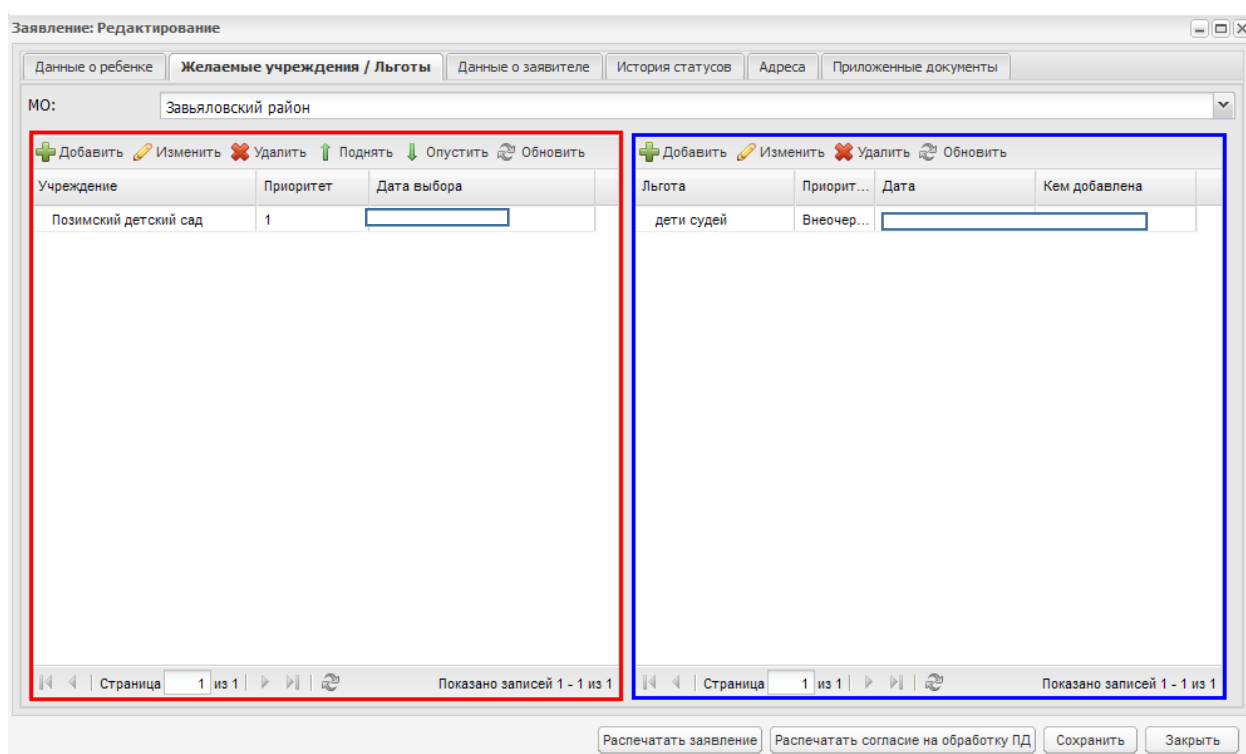 Заявление: Редактирование
Данные о ребенке Желаемые учреждения / Льготы Данные о заявителе История статусов Адреса Приложенные документы
МО: Завьяловский район
Добавить Изменить Удалить Поднять Опустить Обновить
Учреждение Приоритет Дата выбора
Позимский детский сад 1
Страница 1 из 1 Показано записей 1 - 1 из 1
Добавить Изменить Удалить Обновить
Льгота Приорит... Дата Кем добавлена
дети судей Внеочер...
Страница 1 из 1 Показано записей 1 - 1 из 1
Распечатать заявление Распечатать согласие на обработку ПД Сохранить Закрыть